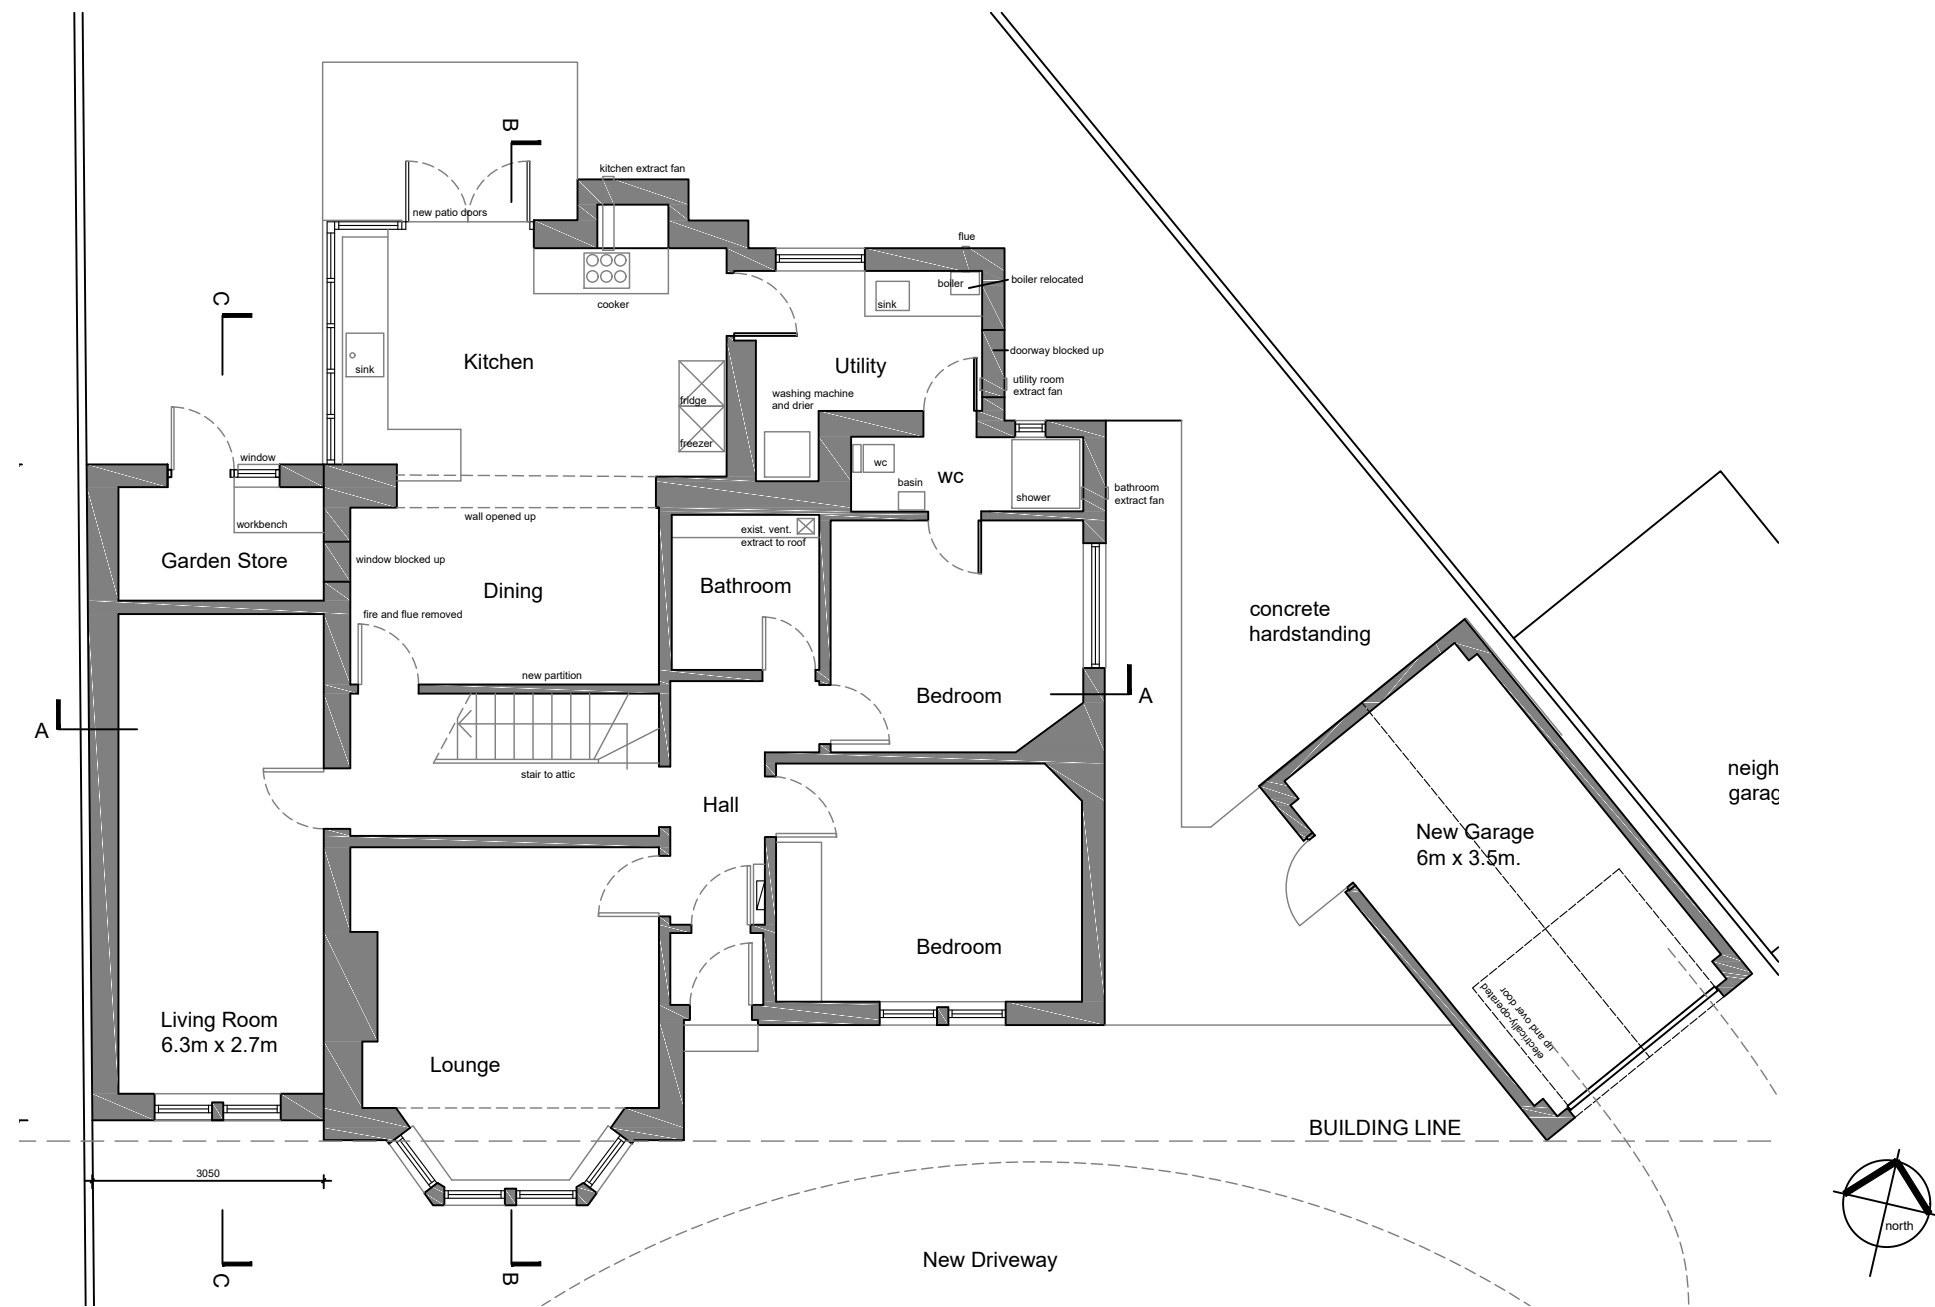 B
kitchen extract fan
new patio doors
flue
boiler
boiler relocated
sink
cooker
C
doorway blocked up
Kitchen
sink
Utility
utility room
extract fan
fridge
washing machine
and drier
freezer
window
wc
wc
basin
shower
bathroom
extract fan
workbench
wall opened up
exist. vent.
extract to roof
Garden Store
window blocked up
Dining
Bathroom
fire and flue removed
concrete
hardstanding
new partition
Bedroom
A
A
stair to attic
Hall
neigh
garag
New Garage
6m x 3.5m.
Bedroom
electrically-operated
up and over door
Living Room
6.3m x 2.7m
Lounge
BUILDING LINE
3050
north
New Driveway
C
B